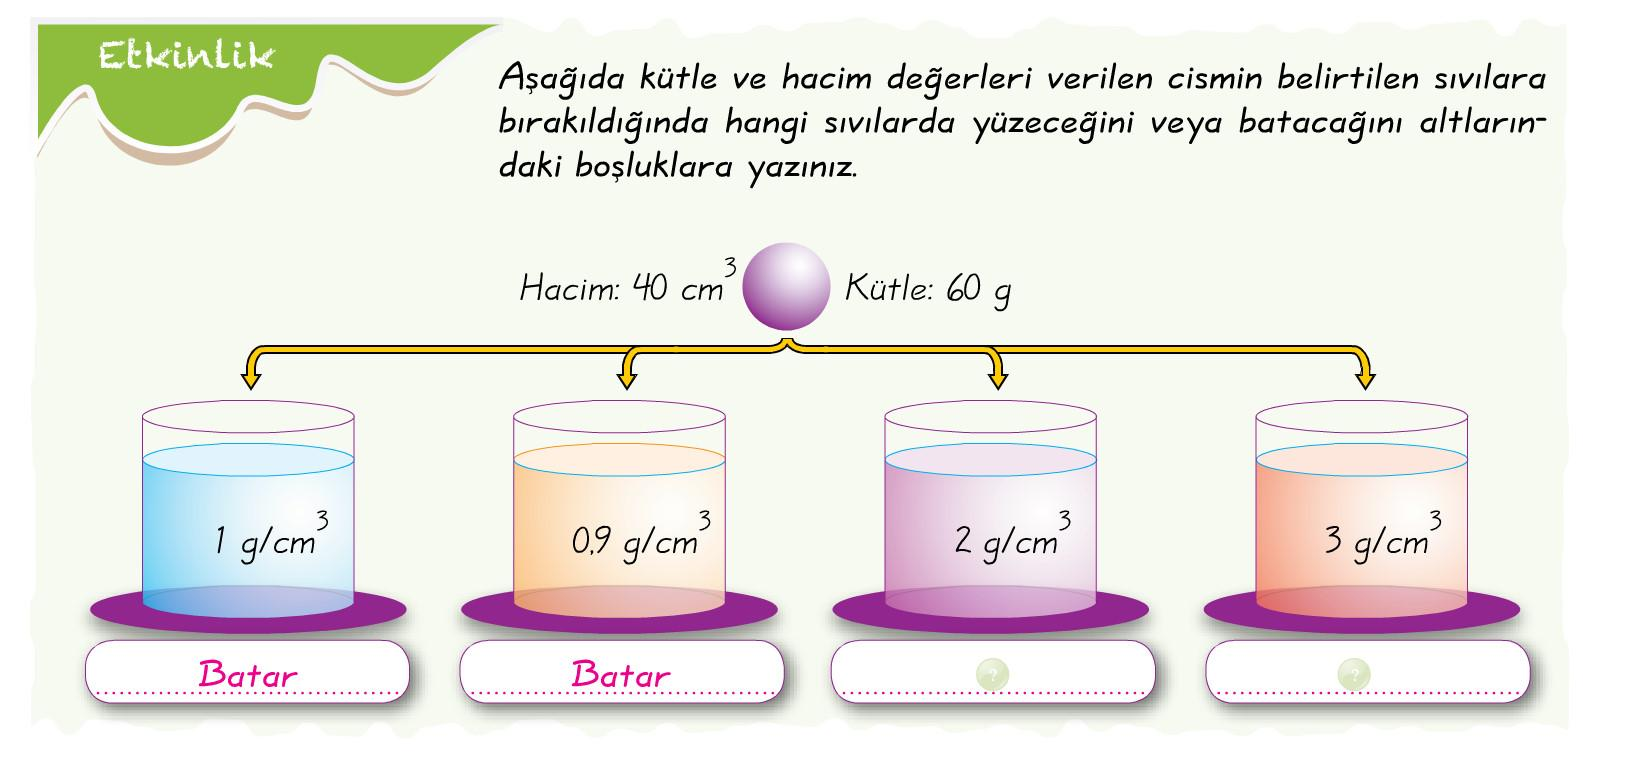 Etkinlik
Aşağıda kütle ve hacim değerleri verilen cismin belirtilen sıvılara
bırakıldığında hangi sıvılarda yüzeceğini veya batacağını altların-
daki boşluklara yazınız.
Hacim: 40 cm³ Kütle: 60 g
1 g/cm³ 0,9 g/cm³ 2 g/cm³ 3 g/cm³
Batar Batar ? ?